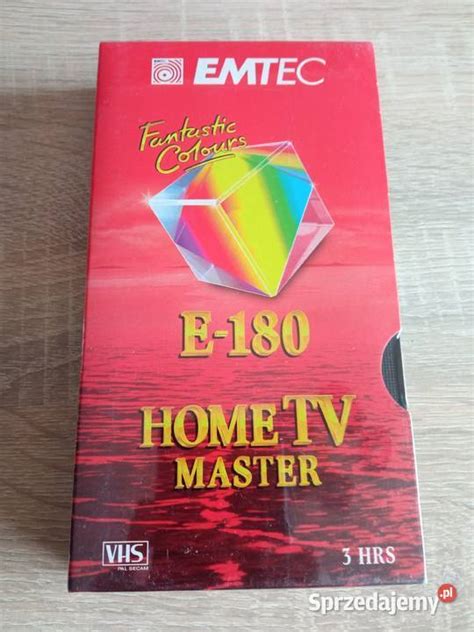 EMTEC
Fantastic
Colours
E-180
HOME TV
MASTER
VHS
PAL SECAM
3 HRS
Sprzedajemy.pl